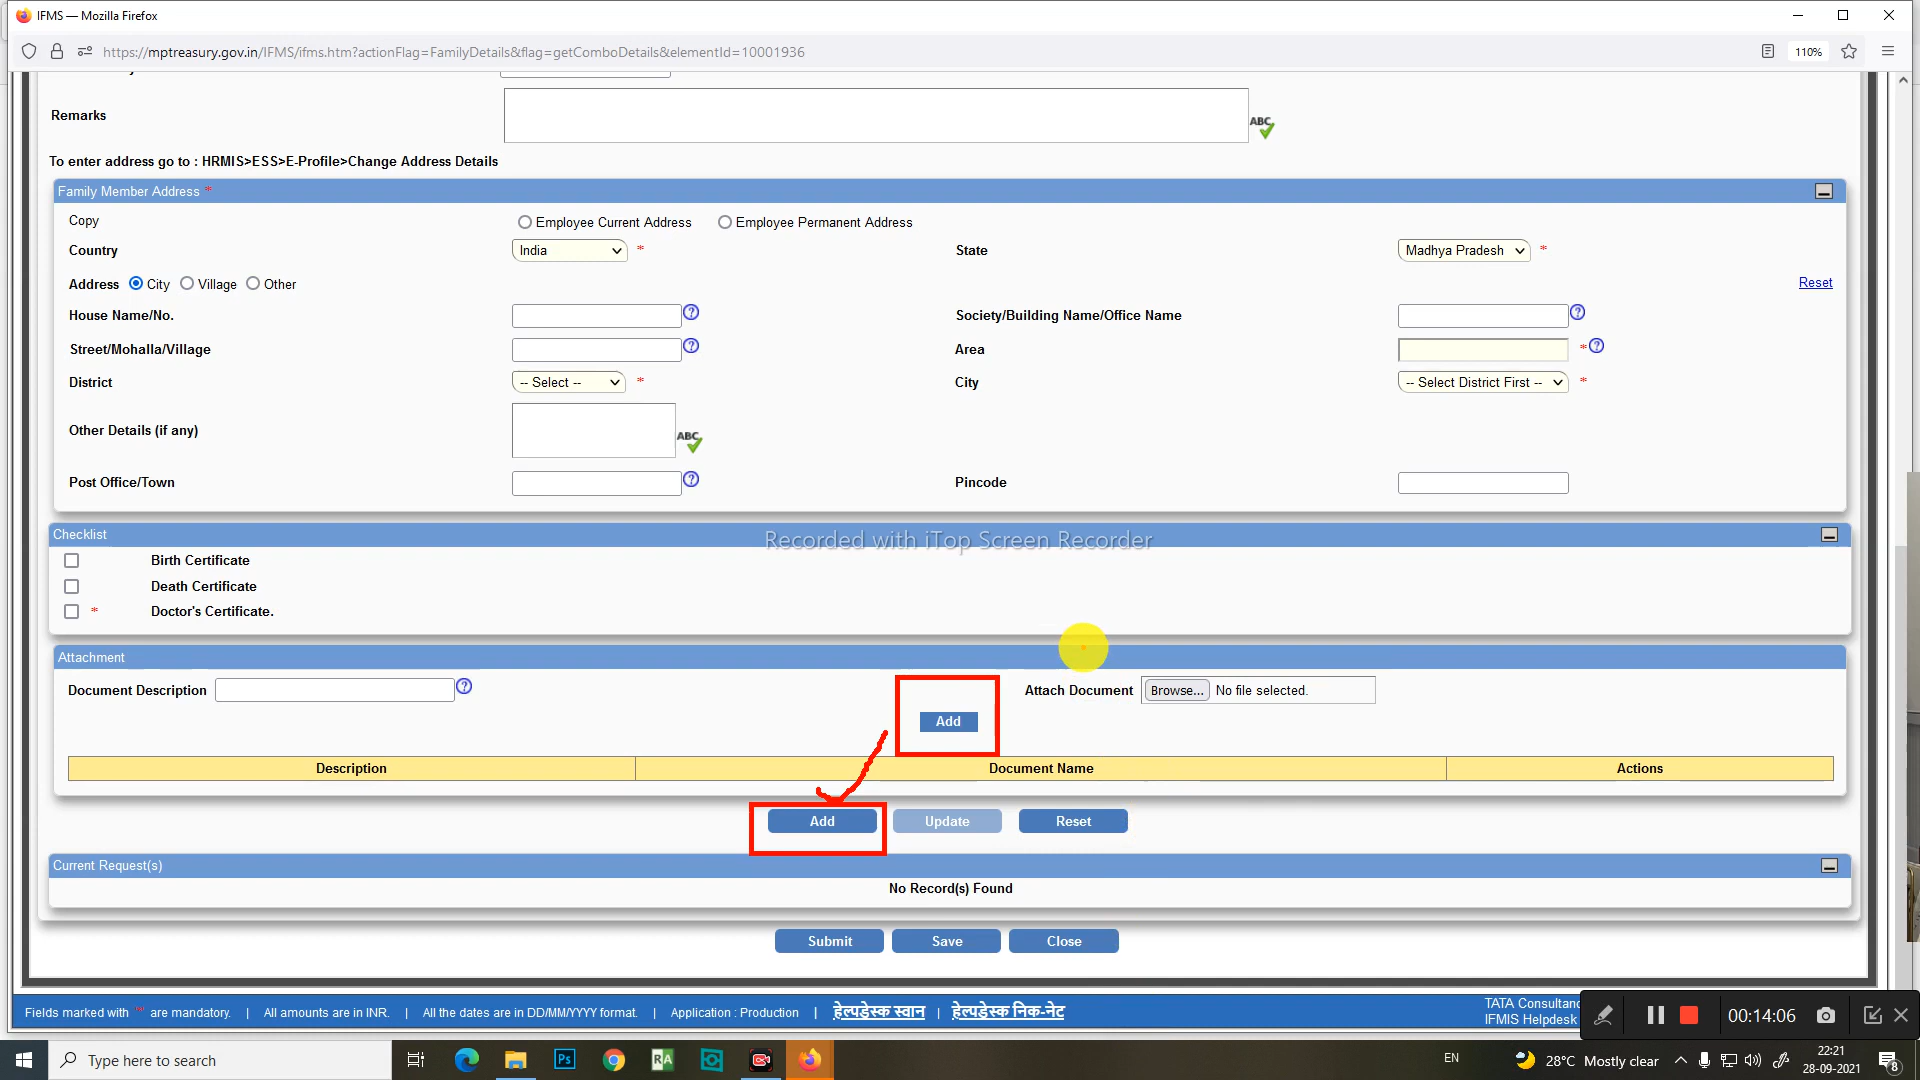 IFMS — Mozilla Firefox
https://mptreasury.gov.in/IFMS/ifms.htm?actionFlag=FamilyDetails&flag=getComboDetails&elementId=10001936
110%
Remarks
ABC
To enter address go to : HRMIS>ESS>E-Profile>Change Address Details
Family Member Address *
Copy Employee Current Address Employee Permanent Address
Country India * State Madhya Pradesh *
Address City Village Other Reset
House Name/No. Society/Building Name/Office Name
Street/Mohalla/Village Area *
District -- Select -- * City -- Select District First -- *
Other Details (if any) ABC
Post Office/Town Pincode
Checklist
Recorded with iTop Screen Recorder
Birth Certificate
Death Certificate
* Doctor's Certificate.
Attachment
Document Description Attach Document Browse... No file selected.
Add
Description Document Name Actions
Add Update Reset
Current Request(s)
No Record(s) Found
Submit Save Close
Fields marked with * are mandatory. | All amounts are in INR. | All the dates are in DD/MM/YYYY format. | Application : Production | हेल्पडेस्क स्वान | हेल्पडेस्क निक-नेट
TATA Consultanc
IFMIS Helpdesk
00:14:06
Type here to search
Ps
RA
EN
28°C Mostly clear
22:21
28-09-2021
8